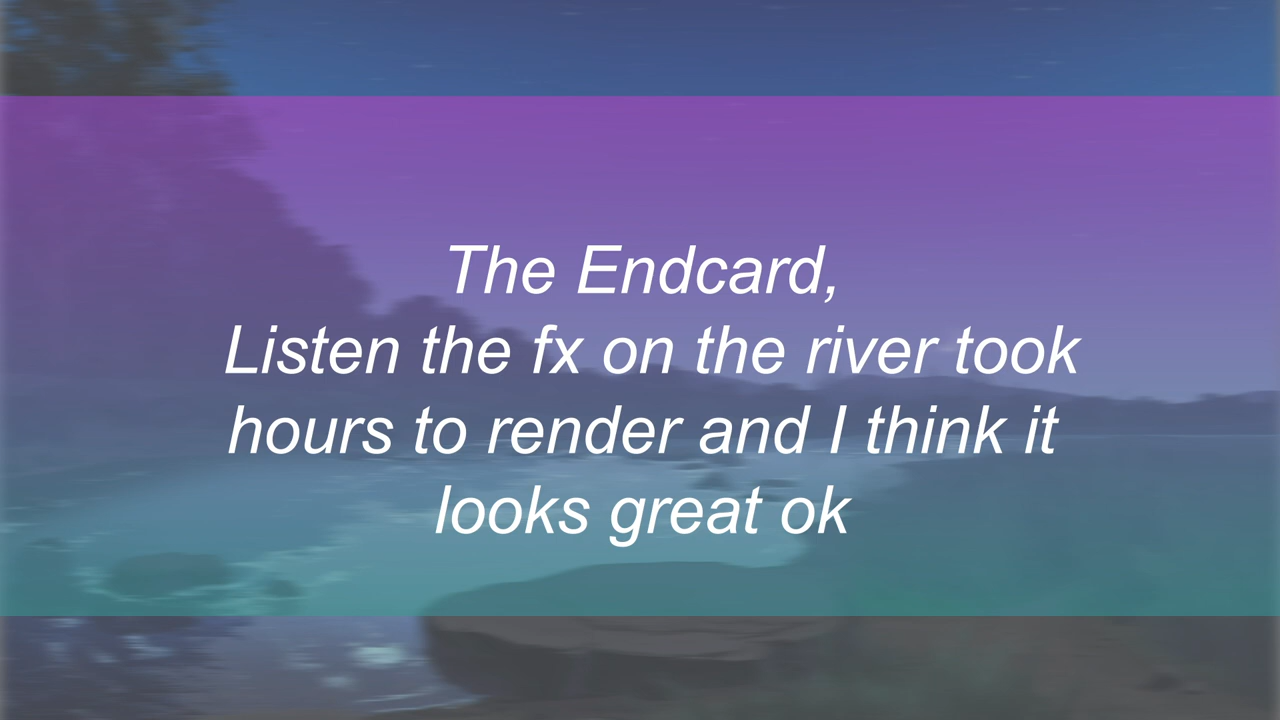 The Endcard,
Listen the fx on the river took
hours to render and I think it
looks great ok